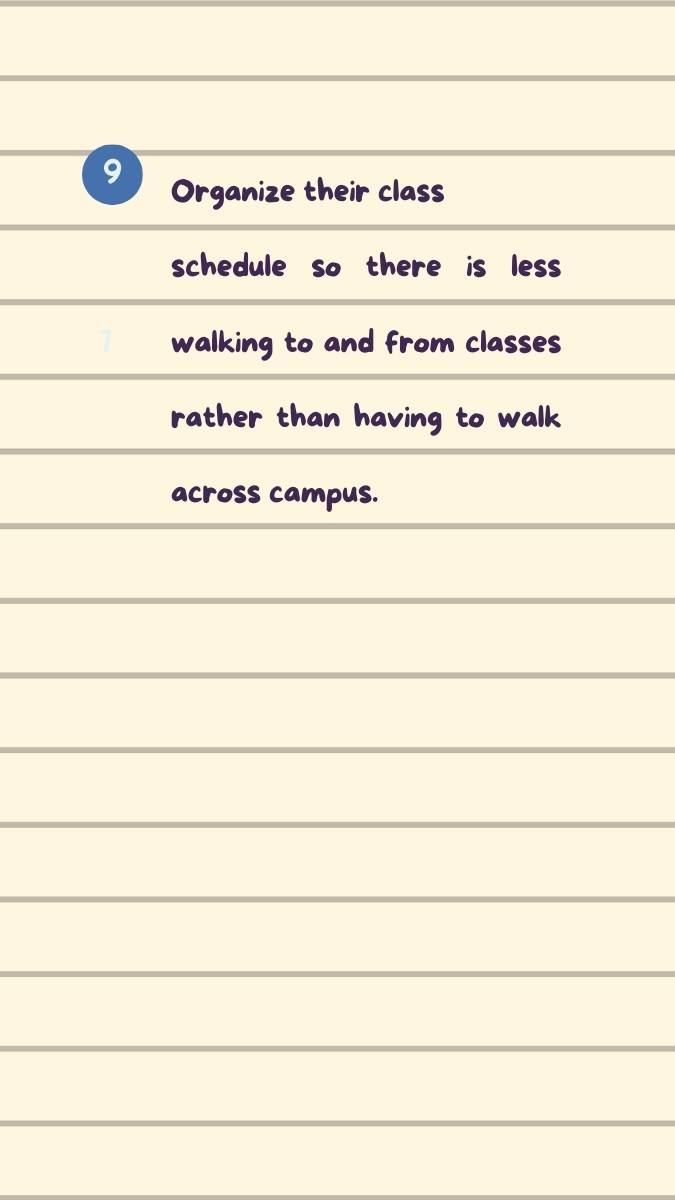 9
Organize their class
schedule so there is less
7
walking to and from classes
rather than having to walk
across campus.